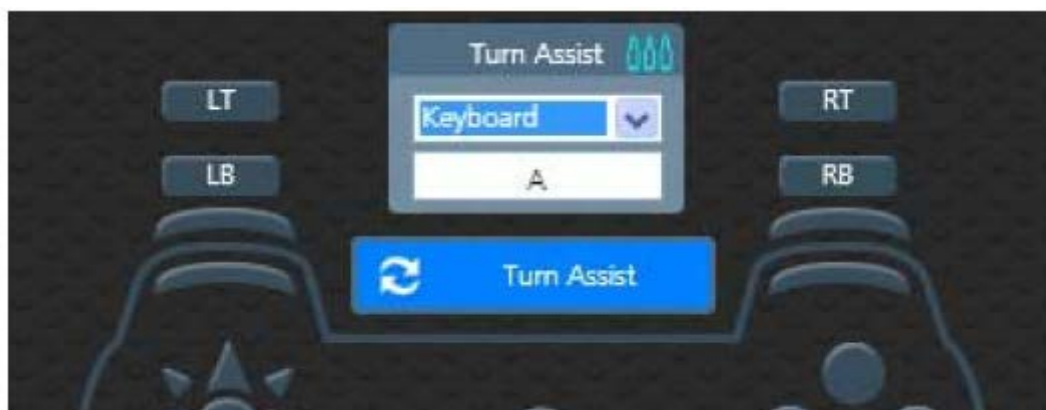 Turn Assist
LT
Keyboard
RT
LB
A
RB
Turn Assist